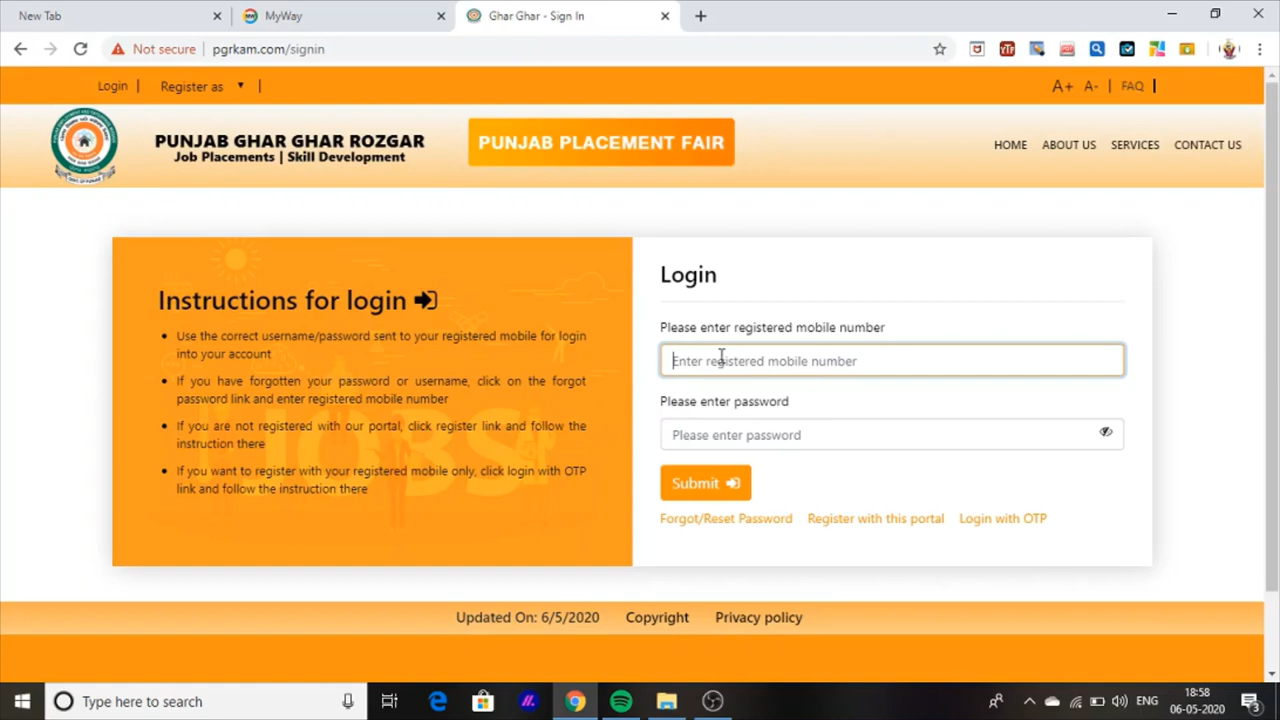 New Tab
MyWay
Ghar Ghar - Sign In
Not secure
pgrkam.com/signin
Login |
Register as ▼ |
A+ A- | FAQ |
PUNJAB GHAR GHAR ROZGAR
Job Placements | Skill Development
PUNJAB PLACEMENT FAIR
HOME
ABOUT US
SERVICES
CONTACT US
Instructions for login
• Use the correct username/password sent to your registered mobile for login
into your account
• If you have forgotten your password or username, click on the forgot
password link and enter registered mobile number
• If you are not registered with our portal, click register link and follow the
instruction there
• If you want to register with your registered mobile only, click login with OTP
link and follow the instruction there
JOBS
Login
Please enter registered mobile number
Enter registered mobile number
Please enter password
Please enter password
Submit
Forgot/Reset Password
Register with this portal
Login with OTP
Updated On: 6/5/2020
Copyright
Privacy policy
Type here to search
ENG
18:58
06-05-2020
3